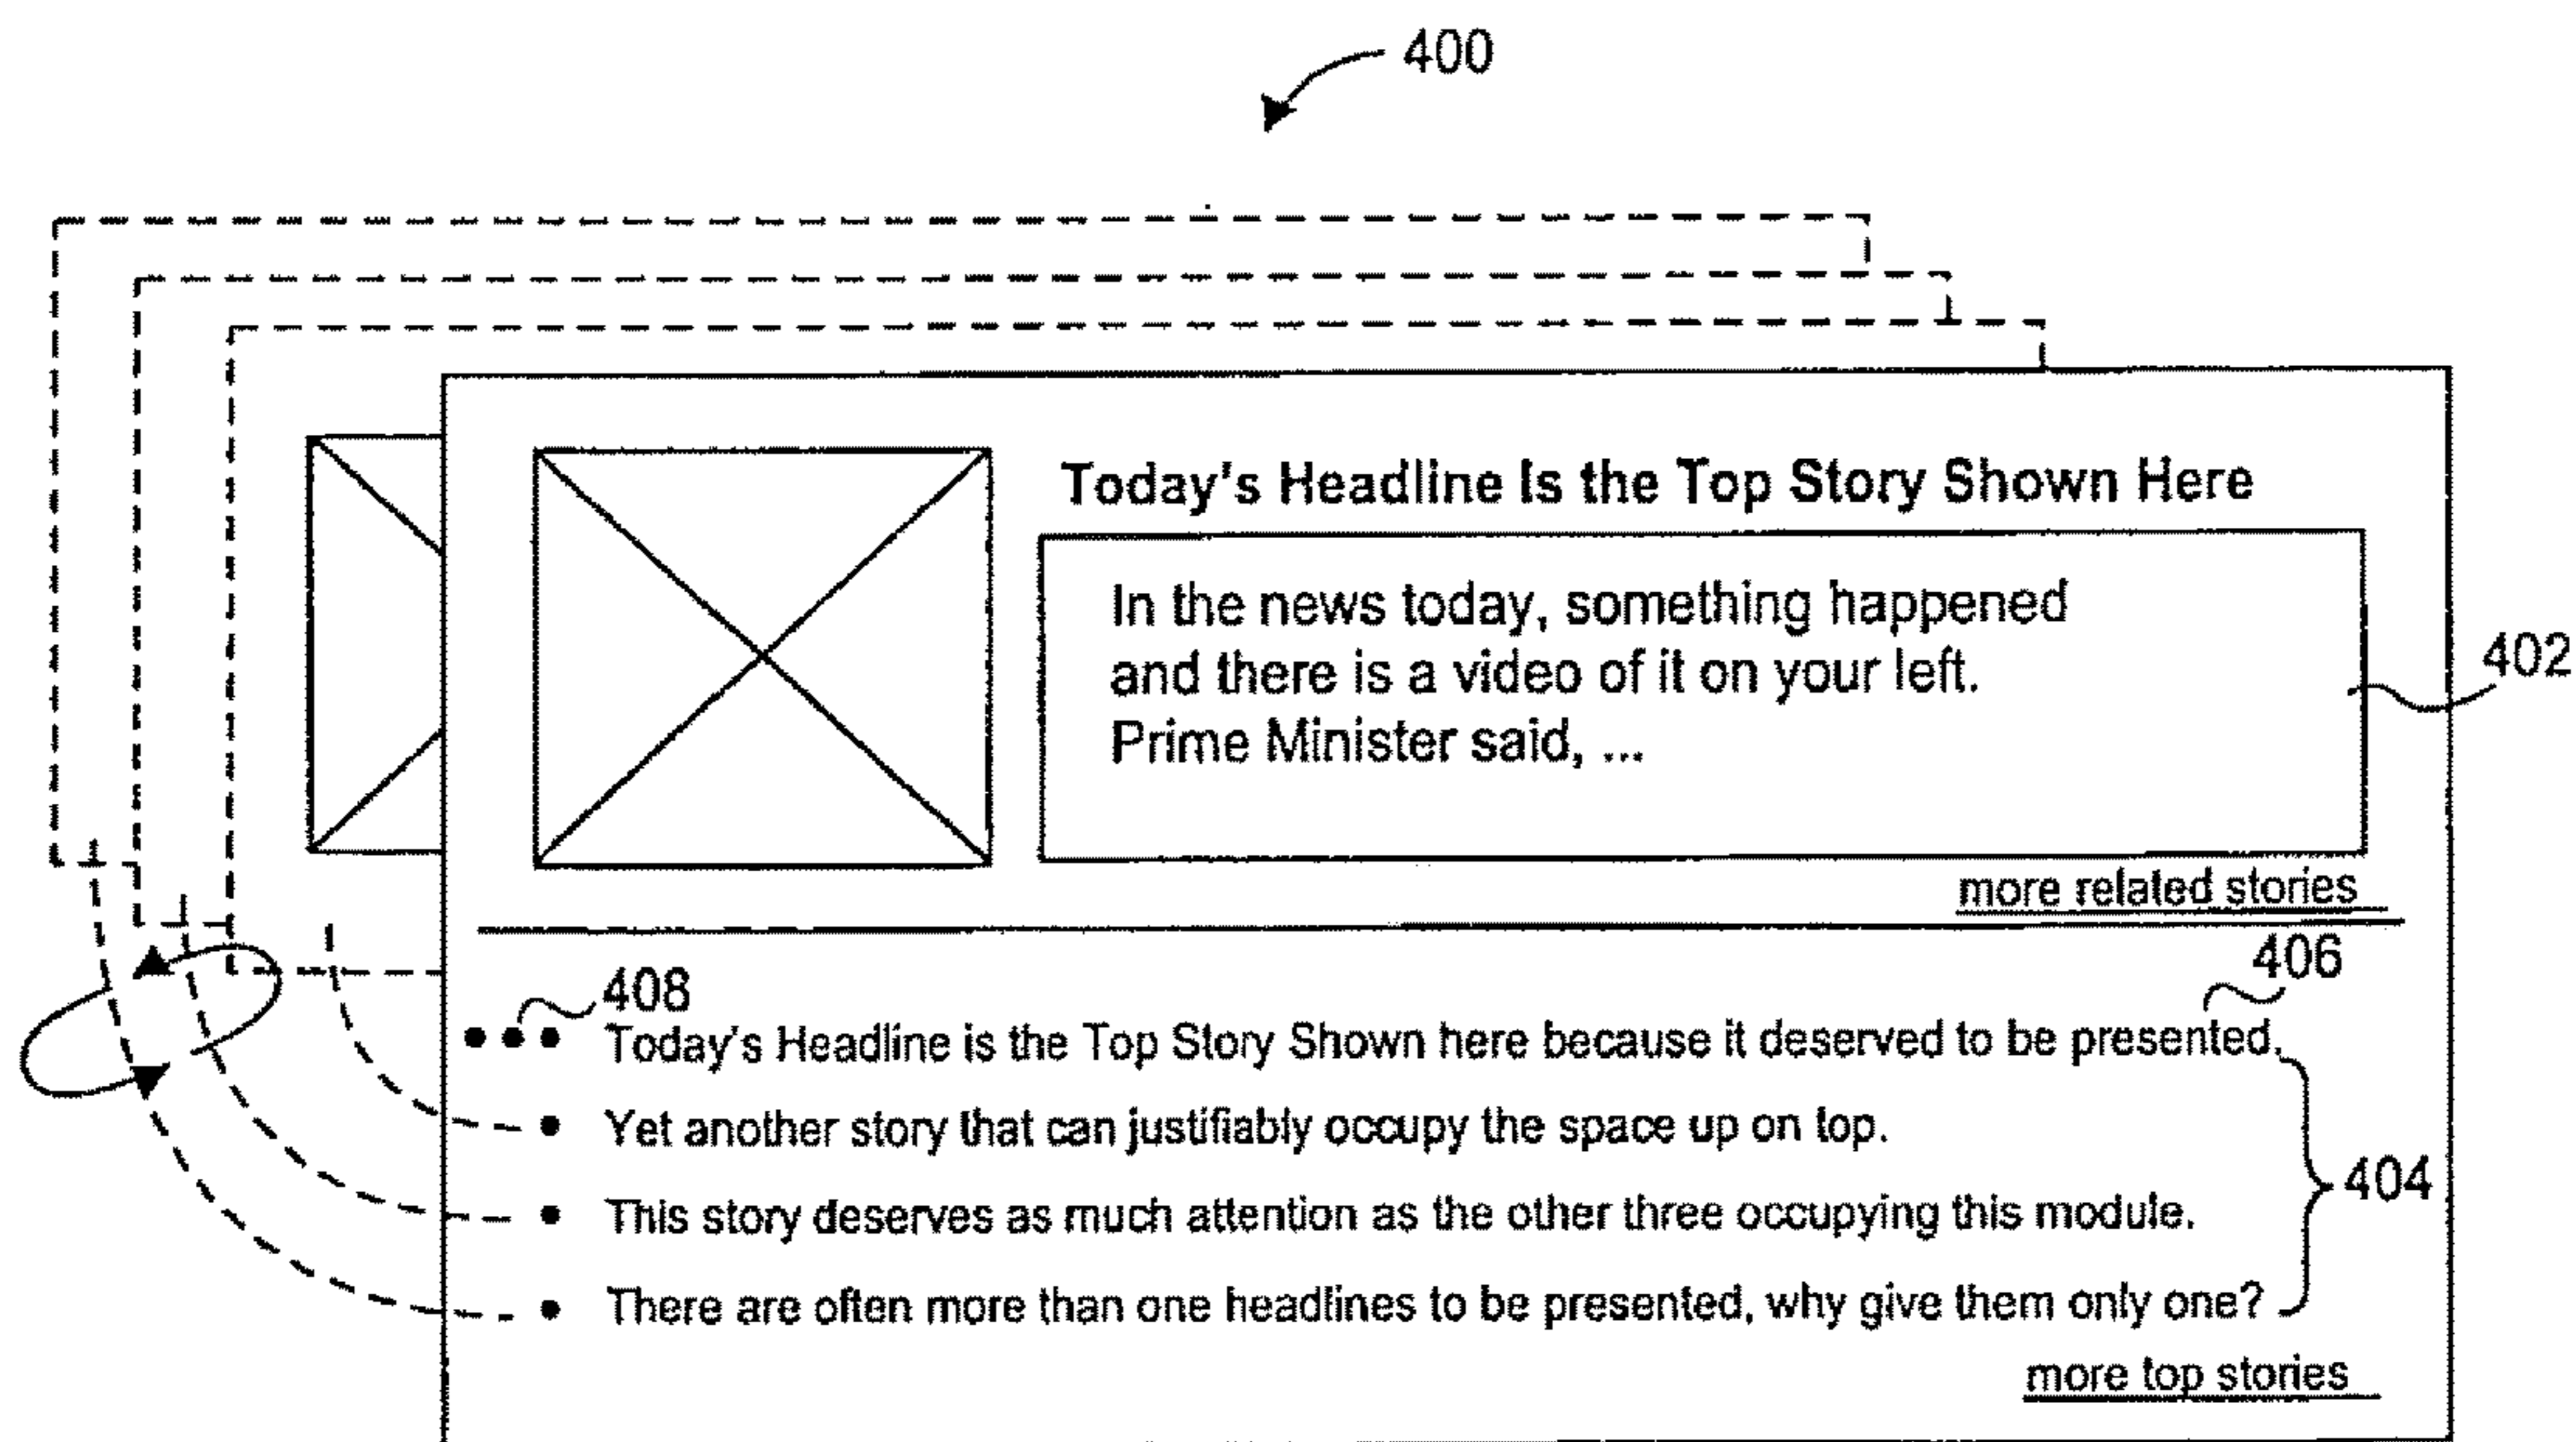 400
Today's Headline Is the Top Story Shown Here
In the news today, something happened
and there is a video of it on your left.
Prime Minister said, ...
402
more related stories
406
408
• • • Today's Headline is the Top Story Shown here because it deserved to be presented.
• Yet another story that can justifiably occupy the space up on top.
• This story deserves as much attention as the other three occupying this module.
404
• There are often more than one headlines to be presented, why give them only one?
more top stories